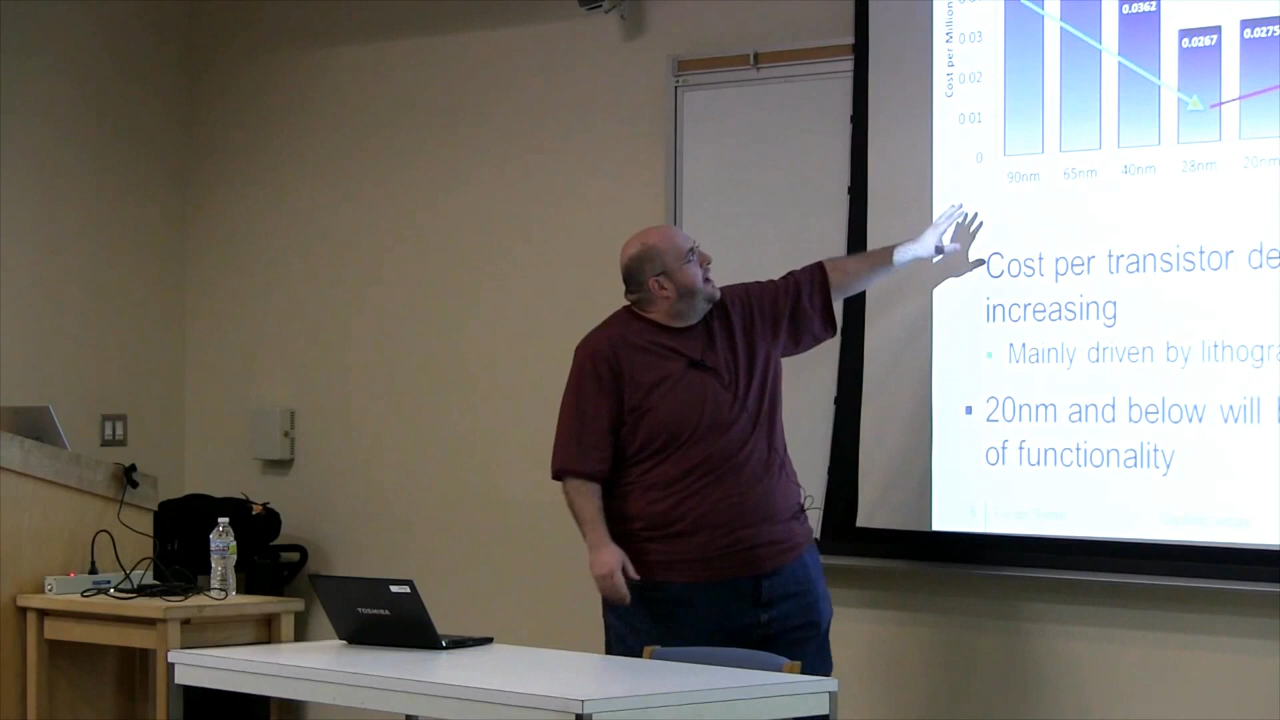 Cost per Million
0.03
0.02
0.01
0
0.0362
0.0267
0.0275
90nm 65nm 40nm 28nm 20nm
Cost per transistor de
increasing
Mainly driven by lithogra
20nm and below will
of functionality
TOSHIBA